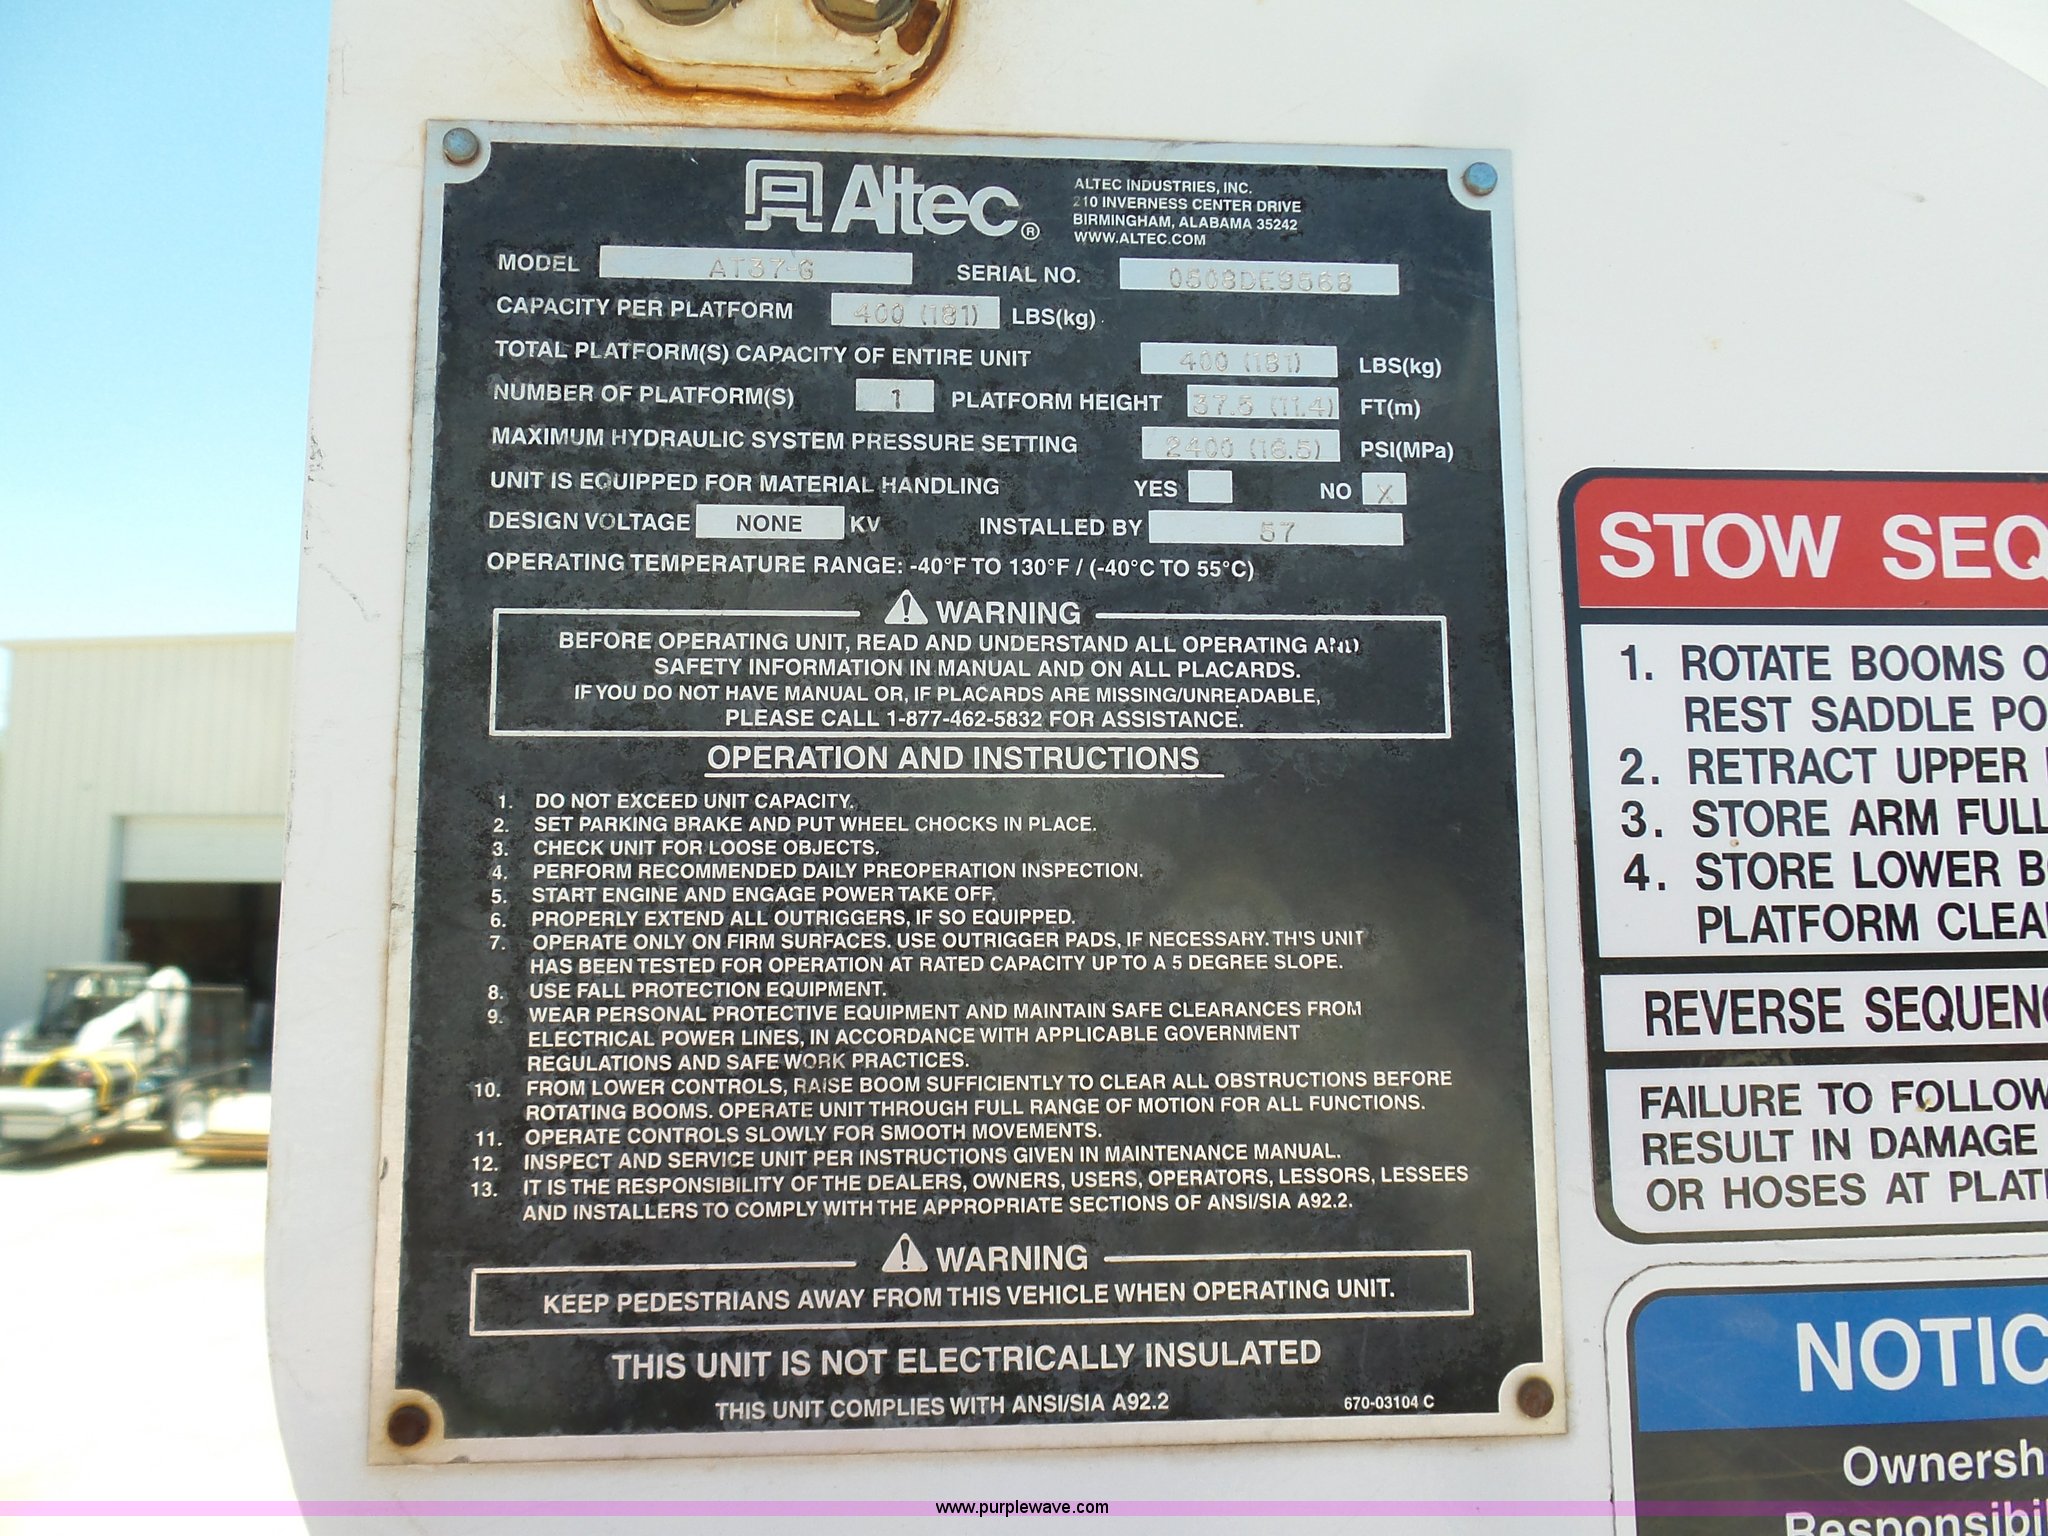 Altec®
ALTEC INDUSTRIES, INC.
210 INVERNESS CENTER DRIVE
BIRMINGHAM, ALABAMA 35242
WWW.ALTEC.COM
MODEL AT37-G SERIAL NO. 0508DE9568
CAPACITY PER PLATFORM 400 (181) LBS(kg)
TOTAL PLATFORM(S) CAPACITY OF ENTIRE UNIT 400 (181) LBS(kg)
NUMBER OF PLATFORM(S) 1 PLATFORM HEIGHT 37.5 (11.4) FT(m)
MAXIMUM HYDRAULIC SYSTEM PRESSURE SETTING 2400 (16.5) PSI(MPa)
UNIT IS EQUIPPED FOR MATERIAL HANDLING YES NO X
DESIGN VOLTAGE NONE KV INSTALLED BY 57
OPERATING TEMPERATURE RANGE: -40°F TO 130°F / (-40°C TO 55°C)
WARNING
BEFORE OPERATING UNIT, READ AND UNDERSTAND ALL OPERATING AND
SAFETY INFORMATION IN MANUAL AND ON ALL PLACARDS.
IF YOU DO NOT HAVE MANUAL OR, IF PLACARDS ARE MISSING/UNREADABLE,
PLEASE CALL 1-877-462-5832 FOR ASSISTANCE.
OPERATION AND INSTRUCTIONS
1. DO NOT EXCEED UNIT CAPACITY.
2. SET PARKING BRAKE AND PUT WHEEL CHOCKS IN PLACE.
3. CHECK UNIT FOR LOOSE OBJECTS.
4. PERFORM RECOMMENDED DAILY PREOPERATION INSPECTION.
5. START ENGINE AND ENGAGE POWER TAKE OFF.
6. PROPERLY EXTEND ALL OUTRIGGERS, IF SO EQUIPPED.
7. OPERATE ONLY ON FIRM SURFACES. USE OUTRIGGER PADS, IF NECESSARY. THIS UNIT
HAS BEEN TESTED FOR OPERATION AT RATED CAPACITY UP TO A 5 DEGREE SLOPE.
8. USE FALL PROTECTION EQUIPMENT.
9. WEAR PERSONAL PROTECTIVE EQUIPMENT AND MAINTAIN SAFE CLEARANCES FROM
ELECTRICAL POWER LINES, IN ACCORDANCE WITH APPLICABLE GOVERNMENT
REGULATIONS AND SAFE WORK PRACTICES.
10. FROM LOWER CONTROLS, RAISE BOOM SUFFICIENTLY TO CLEAR ALL OBSTRUCTIONS BEFORE
ROTATING BOOMS. OPERATE UNIT THROUGH FULL RANGE OF MOTION FOR ALL FUNCTIONS.
11. OPERATE CONTROLS SLOWLY FOR SMOOTH MOVEMENTS.
12. INSPECT AND SERVICE UNIT PER INSTRUCTIONS GIVEN IN MAINTENANCE MANUAL.
13. IT IS THE RESPONSIBILITY OF THE DEALERS, OWNERS, USERS, OPERATORS, LESSORS, LESSEES
AND INSTALLERS TO COMPLY WITH THE APPROPRIATE SECTIONS OF ANSI/SIA A92.2.
WARNING
KEEP PEDESTRIANS AWAY FROM THIS VEHICLE WHEN OPERATING UNIT.
THIS UNIT IS NOT ELECTRICALLY INSULATED
THIS UNIT COMPLIES WITH ANSI/SIA A92.2
670-03104 C
STOW SEQ
1. ROTATE BOOMS O
REST SADDLE PO
2. RETRACT UPPER
3. STORE ARM FULL
4. STORE LOWER BO
PLATFORM CLEA
REVERSE SEQUENC
FAILURE TO FOLLOW
RESULT IN DAMAGE
OR HOSES AT PLAT
NOTIC
Ownersh
Responsibil
www.purplewave.com